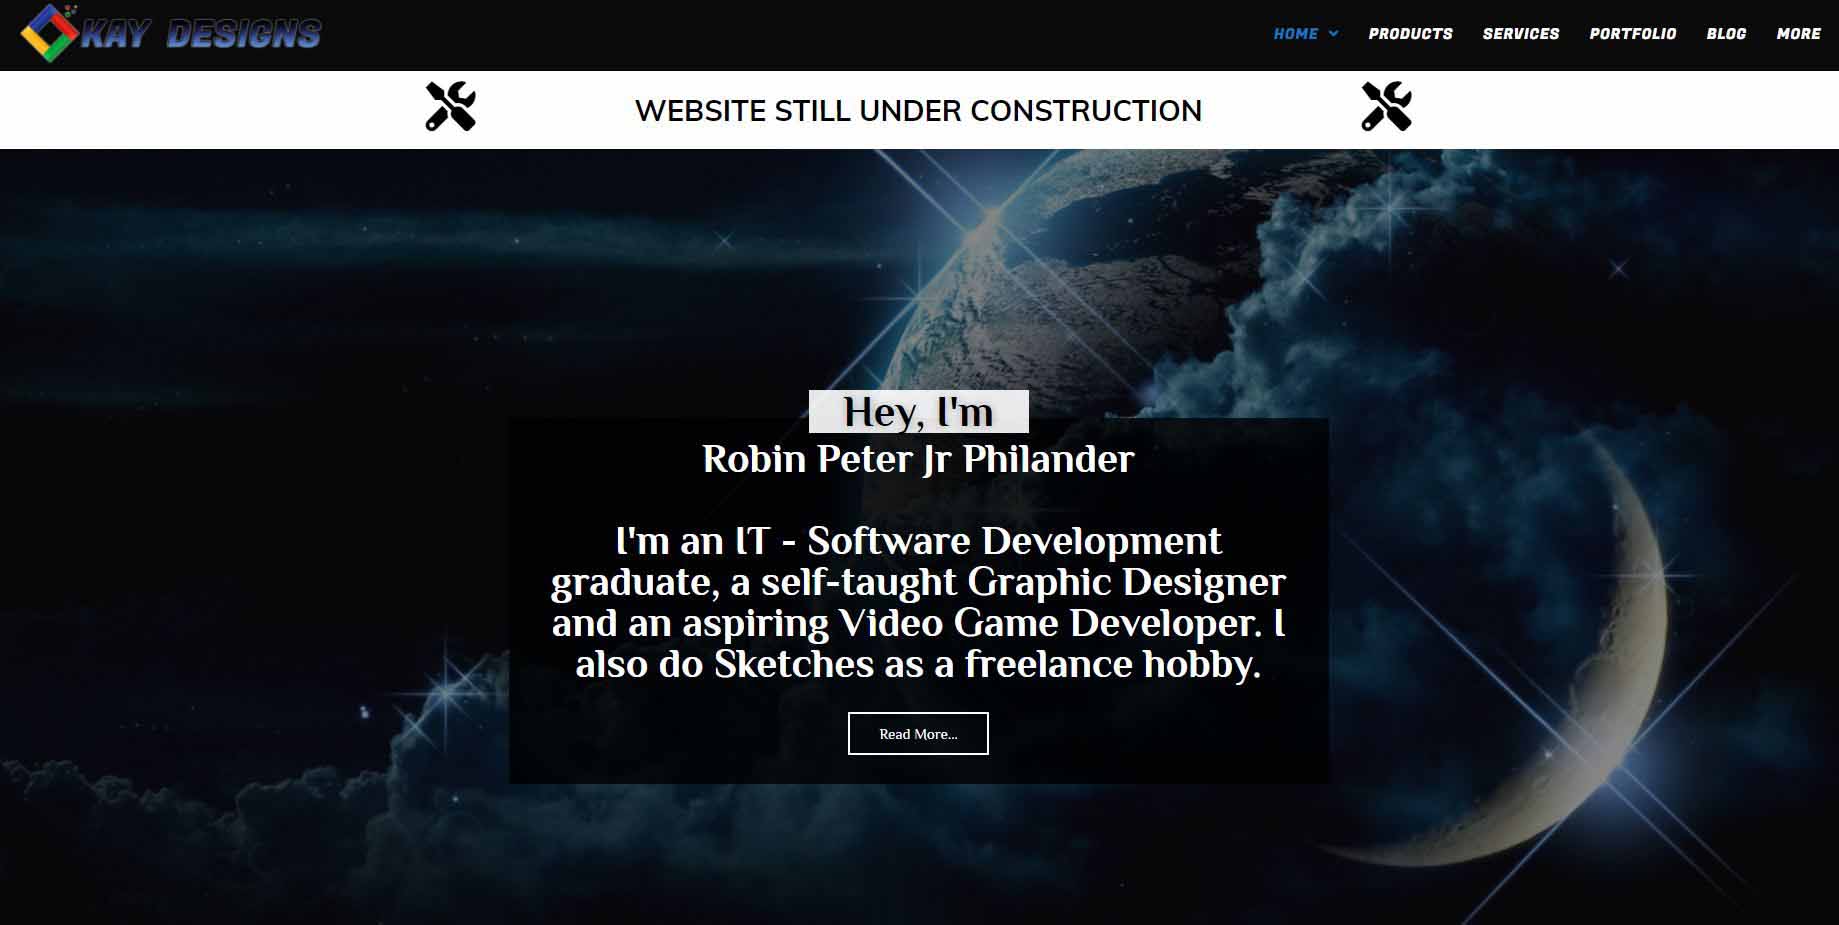 KAY DESIGNS
HOME PRODUCTS SERVICES PORTFOLIO BLOG MORE
WEBSITE STILL UNDER CONSTRUCTION
Hey, I'm
Robin Peter Jr Philander
I'm an IT - Software Development
graduate, a self-taught Graphic Designer
and an aspiring Video Game Developer. I
also do Sketches as a freelance hobby.
Read More...